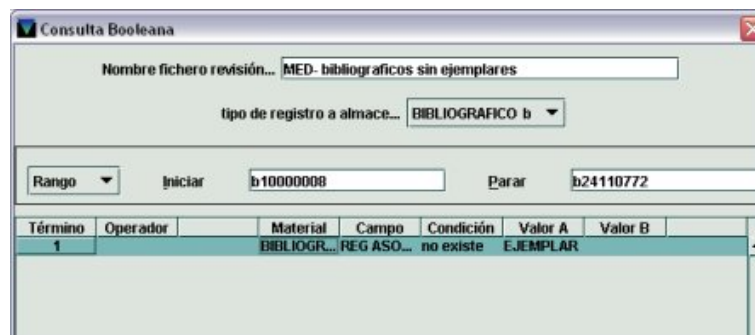 Consulta Booleana
Nombre fichero revisión... MED- bibliograficos sin ejemplares
tipo de registro a almace... BIBLIOGRAFICO b
Rango Iniciar b10000008 Parar b24110772
Término Operador Material Campo Condición Valor A Valor B
1 BIBLIOGR... REG ASO... no existe EJEMPLAR